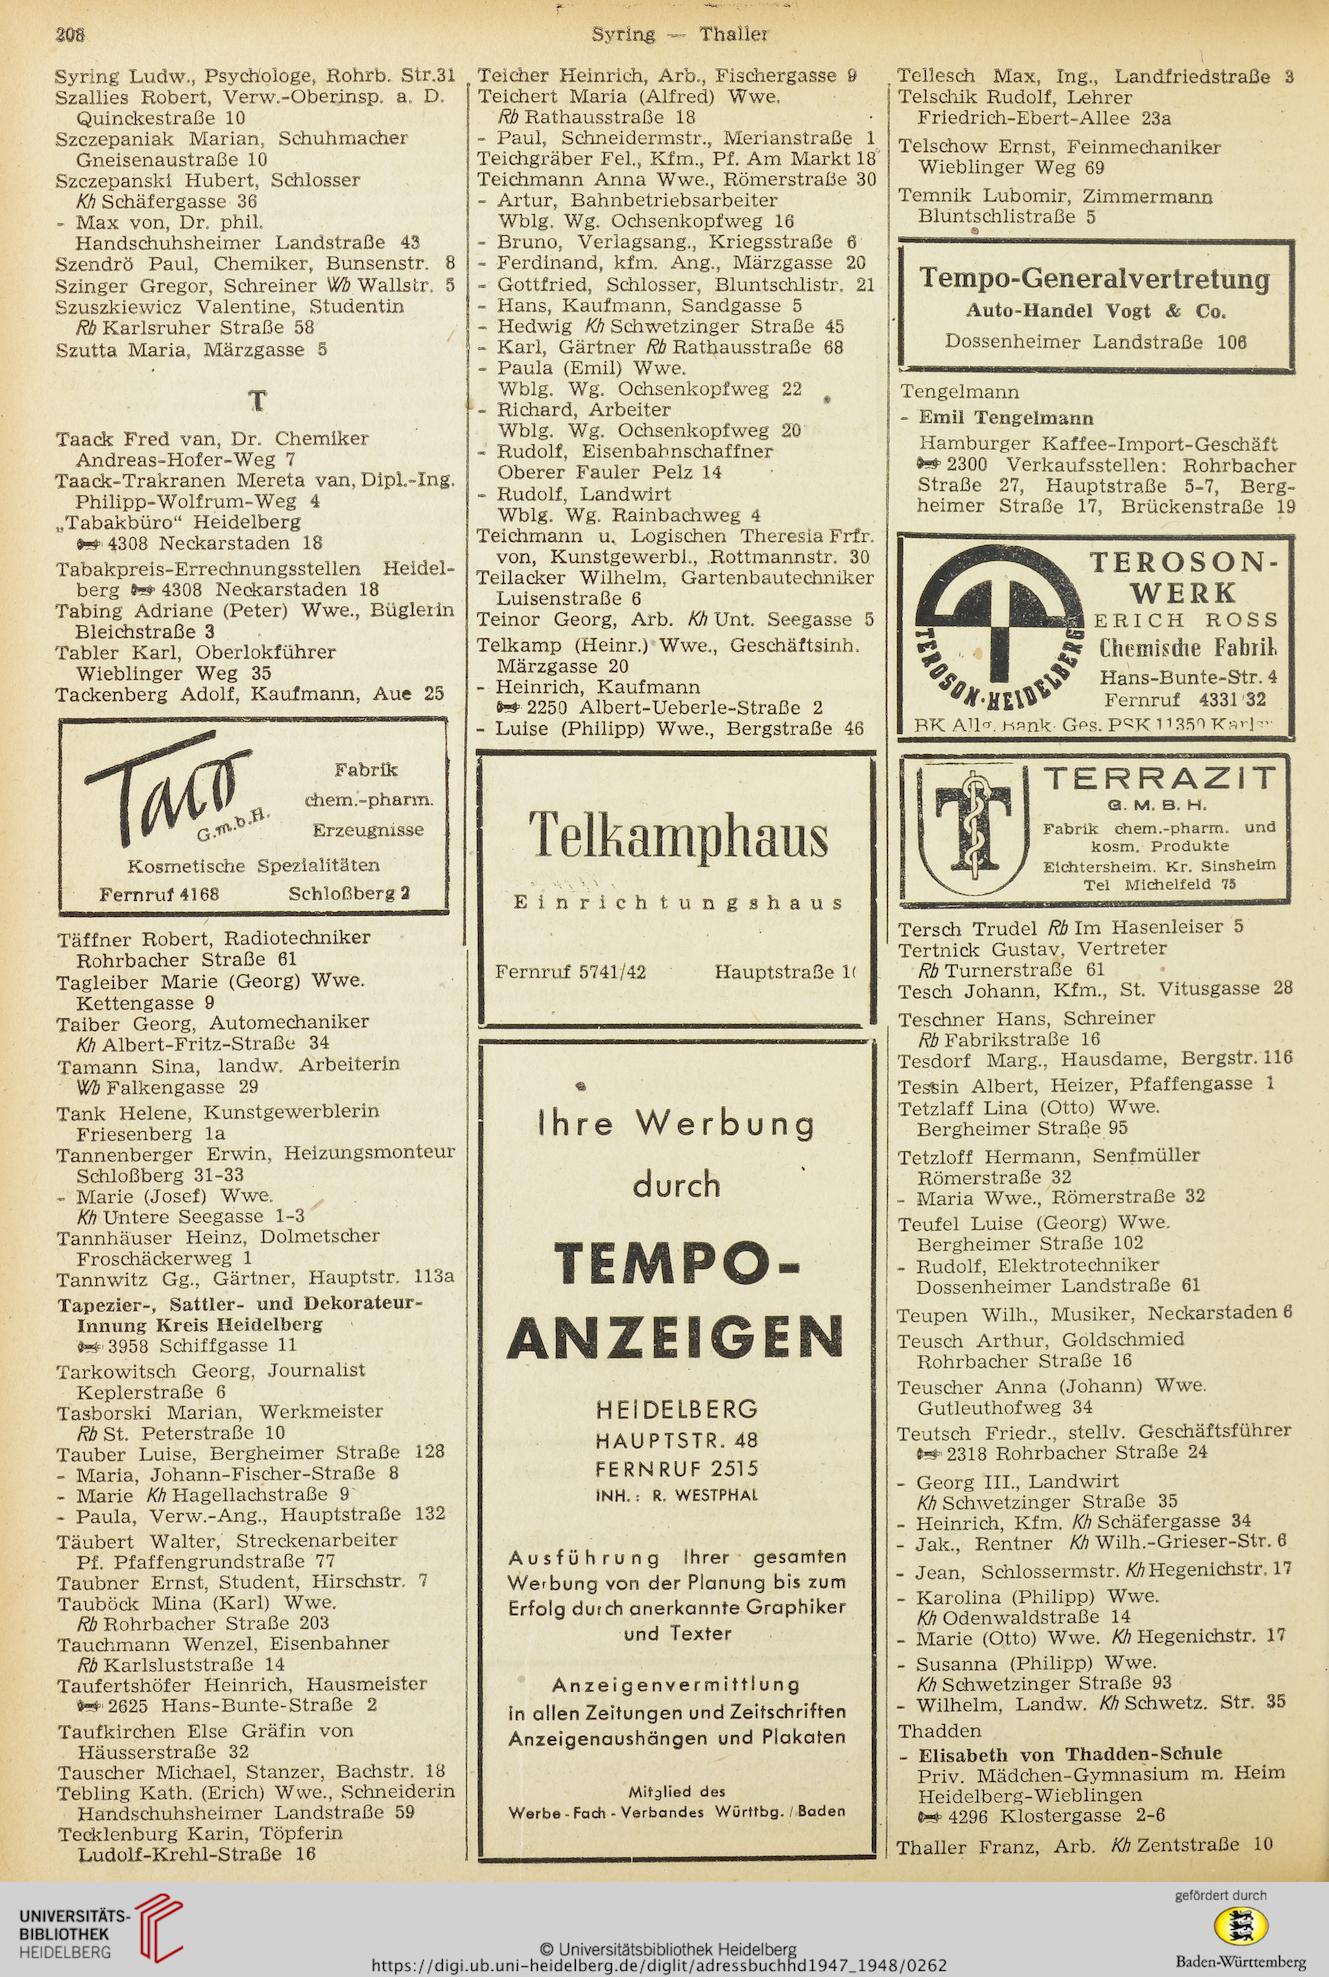 208
Syring — Thaller
Syring Ludw., Psychologe, Rohrb. Str.31
Szallies Robert, Verw.-Oberinsp. a. D.
Quinckestraße 10
Szczepaniak Marian, Schuhmacher
Gneisenaustraße 10
Szczepanski Hubert, Schlosser
Kh Schäfergasse 36
- Max von, Dr. phil.
Handschuhsheimer Landstraße 43
Szendrö Paul, Chemiker, Bunsenstr. 8
Szinger Gregor, Schreiner Wb Wallstr. 5
Szuszkiewicz Valentine, Studentin
Rb Karlsruher Straße 58
Szutta Maria, Märzgasse 5
T
Taack Fred van, Dr. Chemiker
Andreas-Hofer-Weg 7
Taack-Trakranen Mereta van, Dipl.-Ing.
Philipp-Wolfrum-Weg 4
„Tabakbüro“ Heidelberg
4308 Neckarstaden 18
Tabakpreis-Errechnungsstellen Heidel-
berg 4308 Neckarstaden 18
Tabing Adriane (Peter) Wwe., Büglerin
Bleichstraße 3
Tabler Karl, Oberlokführer
Wieblinger Weg 35
Tackenberg Adolf, Kaufmann, Aue 25
Taco
G.m.b.H.
Fabrik
chem.-pharm.
Erzeugnisse
Kosmetische Spezialitäten
Fernruf 4168 Schloßberg 2
Täffner Robert, Radiotechniker
Rohrbacher Straße 61
Tagleiber Marie (Georg) Wwe.
Kettengasse 9
Taiber Georg, Automechaniker
Kh Albert-Fritz-Straße 34
Tamann Sina, landw. Arbeiterin
Wb Falkengasse 29
Tank Helene, Kunstgewerblerin
Friesenberg 1a
Tannenberger Erwin, Heizungsmonteur
Schloßberg 31-33
- Marie (Josef) Wwe.
Kh Untere Seegasse 1-3
Tannhäuser Heinz, Dolmetscher
Froschäckerweg 1
Tannwitz Gg., Gärtner, Hauptstr. 113a
Tapezier-, Sattler- und Dekorateur-
Innung Kreis Heidelberg
3958 Schiffgasse 11
Tarkowitsch Georg, Journalist
Keplerstraße 6
Tasborski Marian, Werkmeister
Rb St. Peterstraße 10
Tauber Luise, Bergheimer Straße 128
- Maria, Johann-Fischer-Straße 8
- Marie Kh Hagellachstraße 9
- Paula, Verw.-Ang., Hauptstraße 132
Täubert Walter, Streckenarbeiter
Pf. Pfaffengrundstraße 77
Taubner Ernst, Student, Hirschstr. 7
Tauböck Mina (Karl) Wwe.
Rb Rohrbacher Straße 203
Tauchmann Wenzel, Eisenbahner
Rb Karlsluststraße 14
Taufertshöfer Heinrich, Hausmeister
2625 Hans-Bunte-Straße 2
Taufkirchen Else Gräfin von
Häusserstraße 32
Tauscher Michael, Stanzer, Bachstr. 18
Tebling Kath. (Erich) Wwe., Schneiderin
Handschuhsheimer Landstraße 59
Tecklenburg Karin, Töpferin
Ludolf-Krehl-Straße 16
Teicher Heinrich, Arb., Fischergasse 9
Teichert Maria (Alfred) Wwe.
Rb Rathausstraße 18
- Paul, Schneidermstr., Merianstraße 1
Teichgräber Fel., Kfm., Pf. Am Markt 18
Teichmann Anna Wwe., Römerstraße 30
- Artur, Bahnbetriebsarbeiter
Wblg. Wg. Ochsenkopfweg 16
- Bruno, Verlagsang., Kriegsstraße 6
- Ferdinand, kfm. Ang., Märzgasse 20
- Gottfried, Schlosser, Bluntschlistr. 21
- Hans, Kaufmann, Sandgasse 5
- Hedwig Kh Schwetzinger Straße 45
- Karl, Gärtner Rb Rathausstraße 68
- Paula (Emil) Wwe.
Wblg. Wg. Ochsenkopfweg 22
- Richard, Arbeiter
Wblg. Wg. Ochsenkopfweg 20
- Rudolf, Eisenbahnschaffner
Oberer Fauler Pelz 14
- Rudolf, Landwirt
Wblg. Wg. Rainbachweg 4
Teichmann u. Logischen Theresia Frfr.
von, Kunstgewerbl., Rottmannstr. 30
Teilacker Wilhelm, Gartenbautechniker
Luisenstraße 6
Teinor Georg, Arb. Kh Unt. Seegasse 5
Telkamp (Heinr.) Wwe., Geschäftsinh.
Märzgasse 20
- Heinrich, Kaufmann
2250 Albert-Ueberle-Straße 2
- Luise (Philipp) Wwe., Bergstraße 46
Telkamphaus
Einrichtungshaus
Fernruf 5741/42 Hauptstraße
Ihre Werbung
durch
TEMPO-
ANZEIGEN
HEIDELBERG
HAUPTSTR. 48
FERNRUF 2515
INH.: R. WESTPHAL
Ausführung Ihrer gesamten
Werbung von der Planung bis zum
Erfolg durch anerkannte Graphiker
und Texter
Anzeigenvermittlung
in allen Zeitungen und Zeitschriften
Anzeigenaushängen und Plakaten
Mitglied des
Werbe-Fach-Verbandes Württbg./Baden
Tellesch Max, Ing., Landfriedstraße 3
Telschik Rudolf, Lehrer
Friedrich-Ebert-Allee 23a
Telschow Ernst, Feinmechaniker
Wieblinger Weg 69
Temnik Lubomir, Zimmermann
Bluntschlistraße 5
Tempo-Generalvertretung
Auto-Handel Vogt & Co.
Dossenheimer Landstraße 106
Tengelmann
- Emil Tengelmann
Hamburger Kaffee-Import-Geschäft
2300 Verkaufsstellen: Rohrbacher
Straße 27, Hauptstraße 5-7, Berg-
heimer Straße 17, Brückenstraße 19
TEROSON·HEIDELBERG
TEROSON-
WERK
ERICH ROSS
Chemische Fabrik
Hans-Bunte-Str. 4
Fernruf 4331/32
BK Allg. Bank-Ges. PSK
TERRAZIT
G. M. B. H.
Fabrik chem.-pharm. und
kosm. Produkte
Eichtersheim. Kr. Sinsheim
Tel Michelfeld 75
Tersch Trudel Rb Im Hasenleiser 5
Tertnick Gustav, Vertreter
Rb Turnerstraße 61
Tesch Johann, Kfm., St. Vitusgasse 28
Teschner Hans, Schreiner
Rb Fabrikstraße 16
Tesdorf Marg., Hausdame, Bergstr. 116
Tessin Albert, Heizer, Pfaffengasse 1
Tetzlaff Lina (Otto) Wwe.
Bergheimer Straße 95
Tetzloff Hermann, Senfmüller
Römerstraße 32
- Maria Wwe., Römerstraße 32
Teufel Luise (Georg) Wwe.
Bergheimer Straße 102
- Rudolf, Elektrotechniker
Dossenheimer Landstraße 61
Teupen Wilh., Musiker, Neckarstaden 6
Teusch Arthur, Goldschmied
Rohrbacher Straße 16
Teuscher Anna (Johann) Wwe.
Gutleuthofweg 34
Teutsch Friedr., stellv. Geschäftsführer
2318 Rohrbacher Straße 24
- Georg III., Landwirt
Kh Schwetzinger Straße 35
- Heinrich, Kfm. Kh Schäfergasse 34
- Jak., Rentner Kh Wilh.-Grieser-Str. 6
- Jean, Schlossermstr. Kh Hegenichstr. 17
- Karolina (Philipp) Wwe.
Kh Odenwaldstraße 14
- Marie (Otto) Wwe. Kh Hegenichstr. 17
- Susanna (Philipp) Wwe.
Kh Schwetzinger Straße 93
- Wilhelm, Landw. Kh Schwetz. Str. 35
Thadden
- Elisabeth von Thadden-Schule
Priv. Mädchen-Gymnasium m. Heim
Heidelberg-Wieblingen
4296 Klostergasse 2-6
Thaller Franz, Arb. Kh Zentstraße 10
UNIVERSITÄTS-
BIBLIOTHEK
HEIDELBERG
© Universitätsbibliothek Heidelberg
https://digi.ub.uni-heidelberg.de/diglit/adressbuchhd1947_1948/0262
gefördert durch
Baden-Württemberg